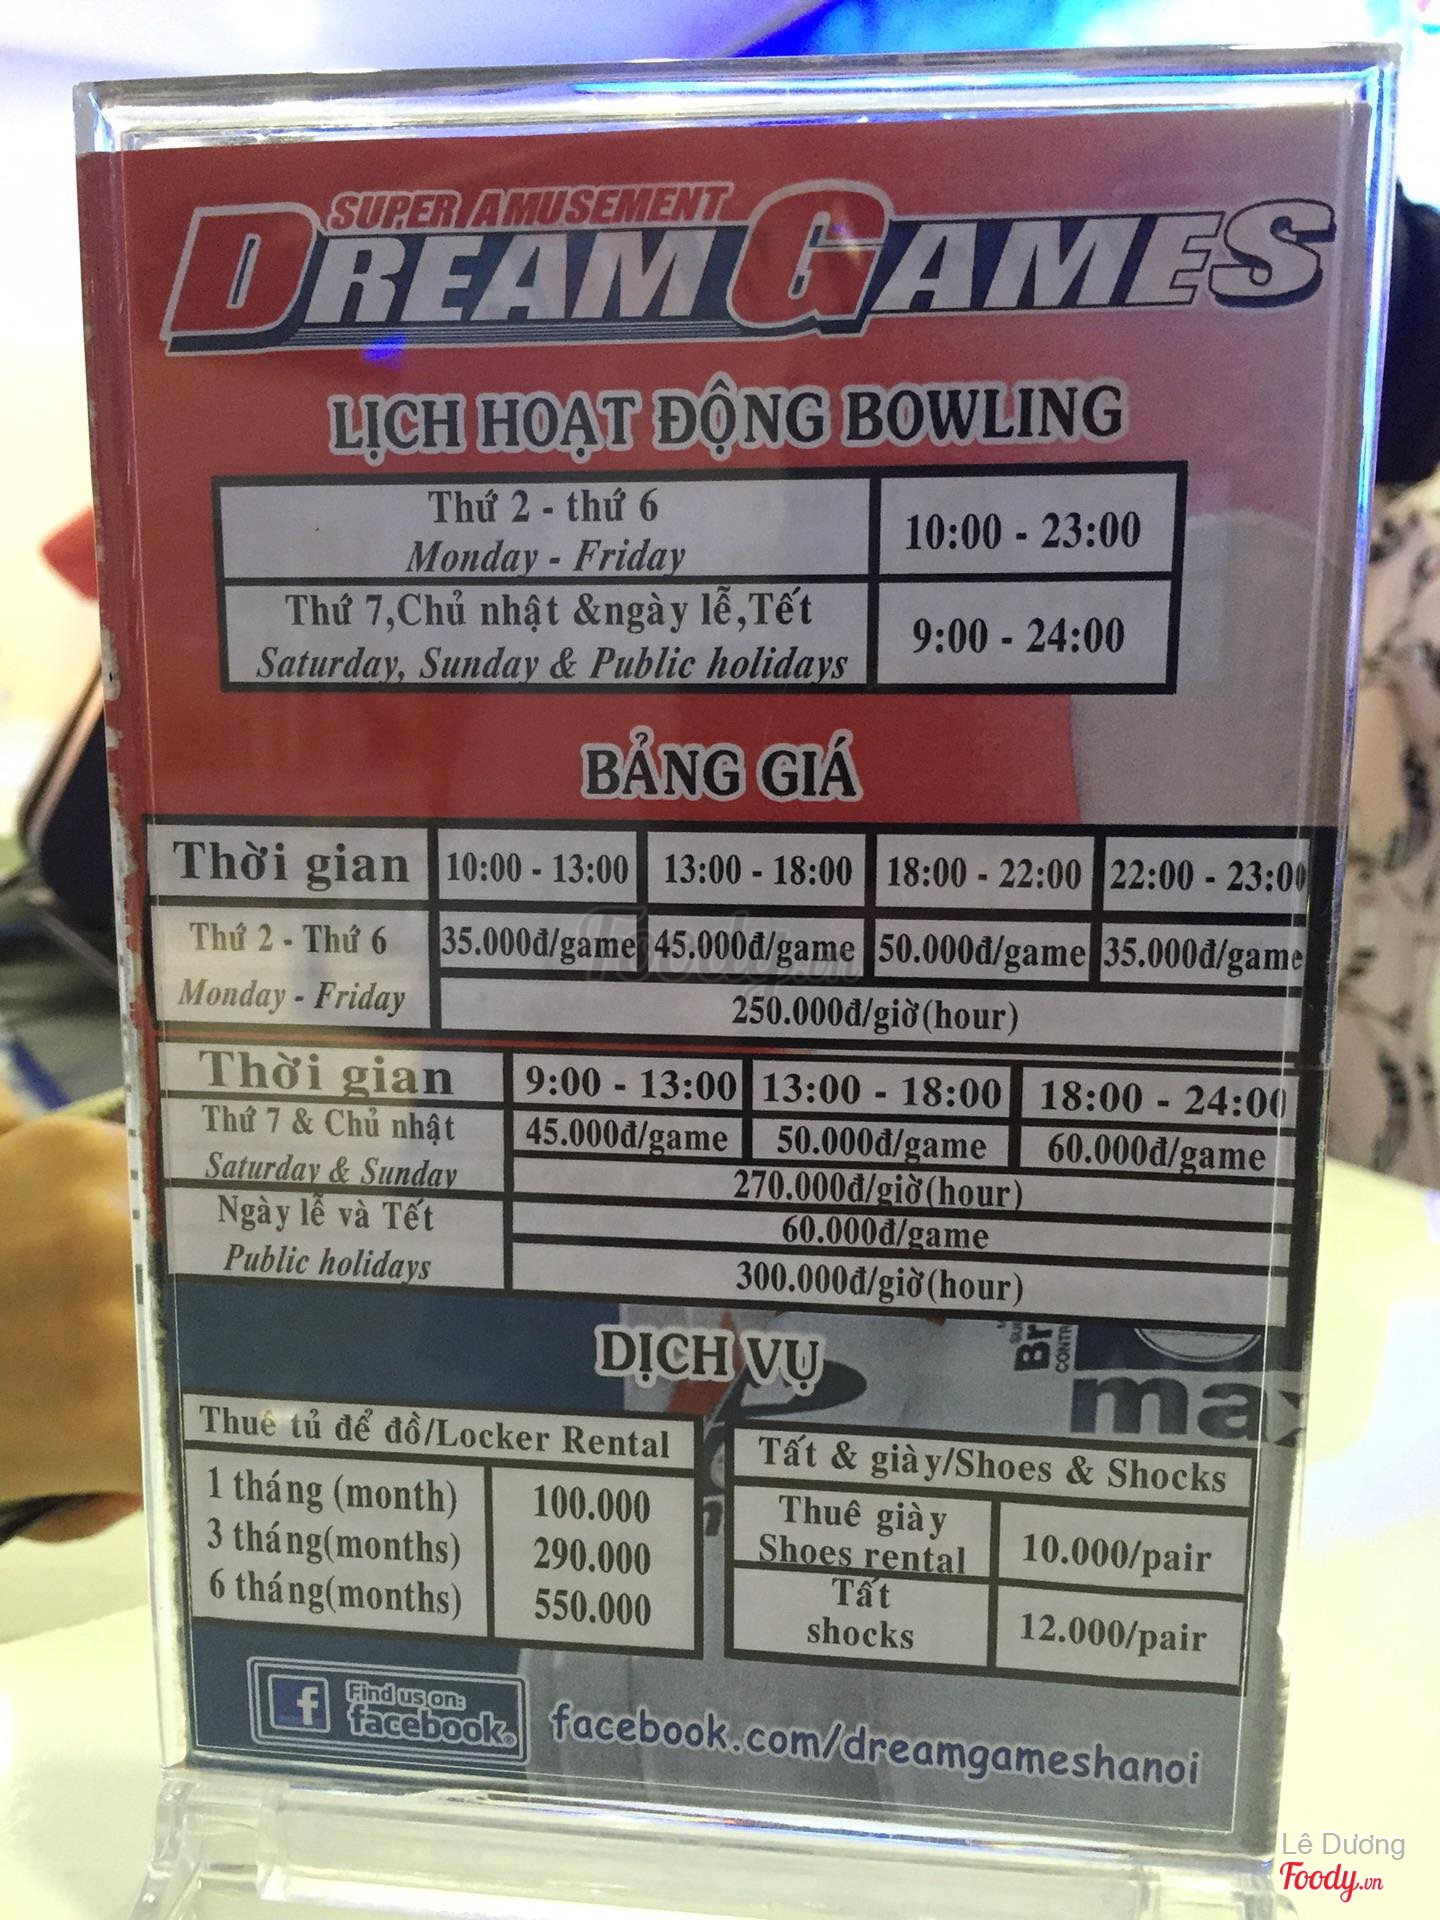 SUPER AMUSEMENT
DREAM GAMES
LỊCH HOẠT ĐỘNG BOWLING
Thứ 2 - thứ 6
Monday - Friday
10:00 - 23:00
Thứ 7,Chủ nhật &ngày lễ,Tết
Saturday, Sunday & Public holidays
9:00 - 24:00
BẢNG GIÁ
Thời gian 10:00 - 13:00 13:00 - 18:00 18:00 - 22:00 22:00 - 23:00
Thứ 2 - Thứ 6
Monday - Friday
35.000đ/game 45.000đ/game 50.000đ/game 35.000đ/game
250.000đ/giờ(hour)
Thời gian 9:00 - 13:00 13:00 - 18:00 18:00 - 24:00
Thứ 7 & Chủ nhật
Saturday & Sunday
45.000đ/game 50.000đ/game 60.000đ/game
270.000đ/giờ(hour)
Ngày lễ và Tết
Public holidays
60.000đ/game
300.000đ/giờ(hour)
DỊCH VỤ
Thuê tủ để đồ/Locker Rental
1 tháng (month) 100.000
3 tháng(months) 290.000
6 tháng(months) 550.000
Tất & giày/Shoes & Shocks
Thuê giày
Shoes rental
10.000/pair
Tất
shocks
12.000/pair
Find us on:
facebook
facebook.com/dreamgameshanoi
Foody.vn
Lê Dương
Foody.vn